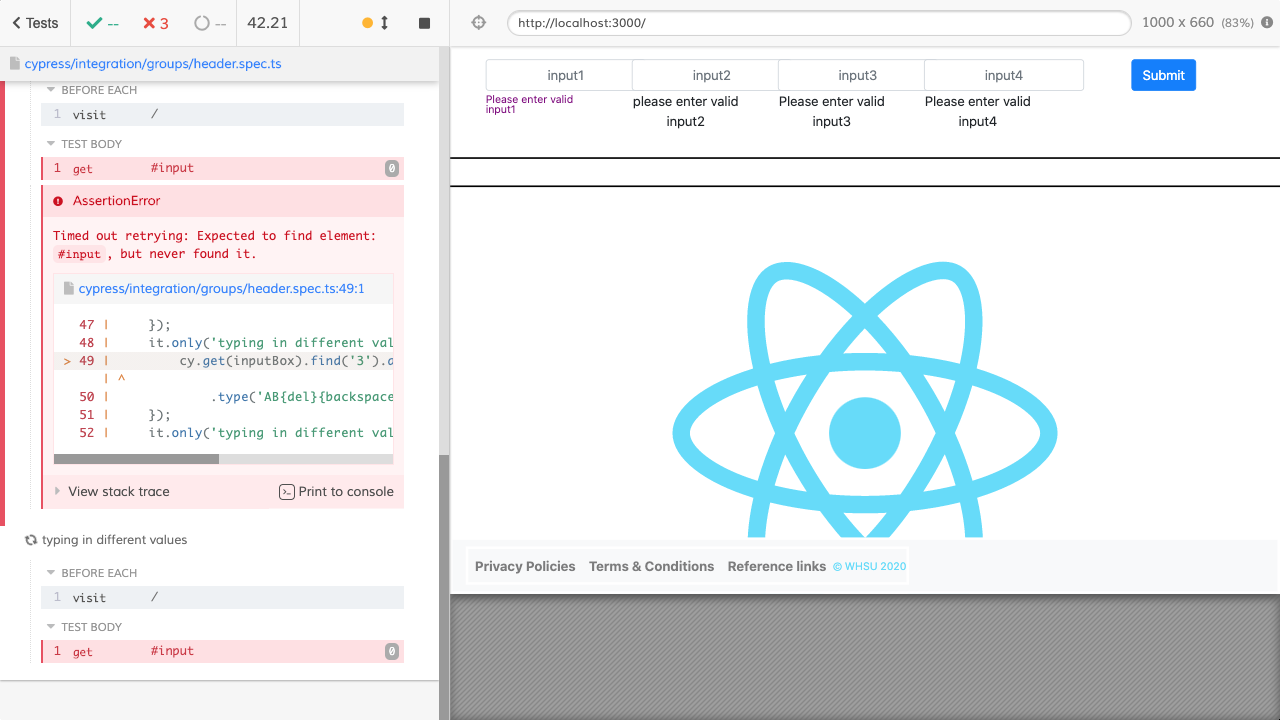 Tests
--
3
--
42.21
http://localhost:3000/
1000 x 660 (83%)
cypress/integration/groups/header.spec.ts
BEFORE EACH
1 visit /
TEST BODY
1 get #input 0
AssertionError
Timed out retrying: Expected to find element:
#input, but never found it.
cypress/integration/groups/header.spec.ts:49:1
47 | });
48 | it.only('typing in different val
> 49 | cy.get(inputBox).find('3').
| ^
50 | .type('AB{del}{backspace
51 | });
52 | it.only('typing in different val
View stack trace
Print to console
typing in different values
BEFORE EACH
1 visit /
TEST BODY
1 get #input 0
input1 input2 input3 input4 Submit
Please enter valid
input1
please enter valid
input2
Please enter valid
input3
Please enter valid
input4
Privacy Policies Terms & Conditions Reference links © WHSU 2020